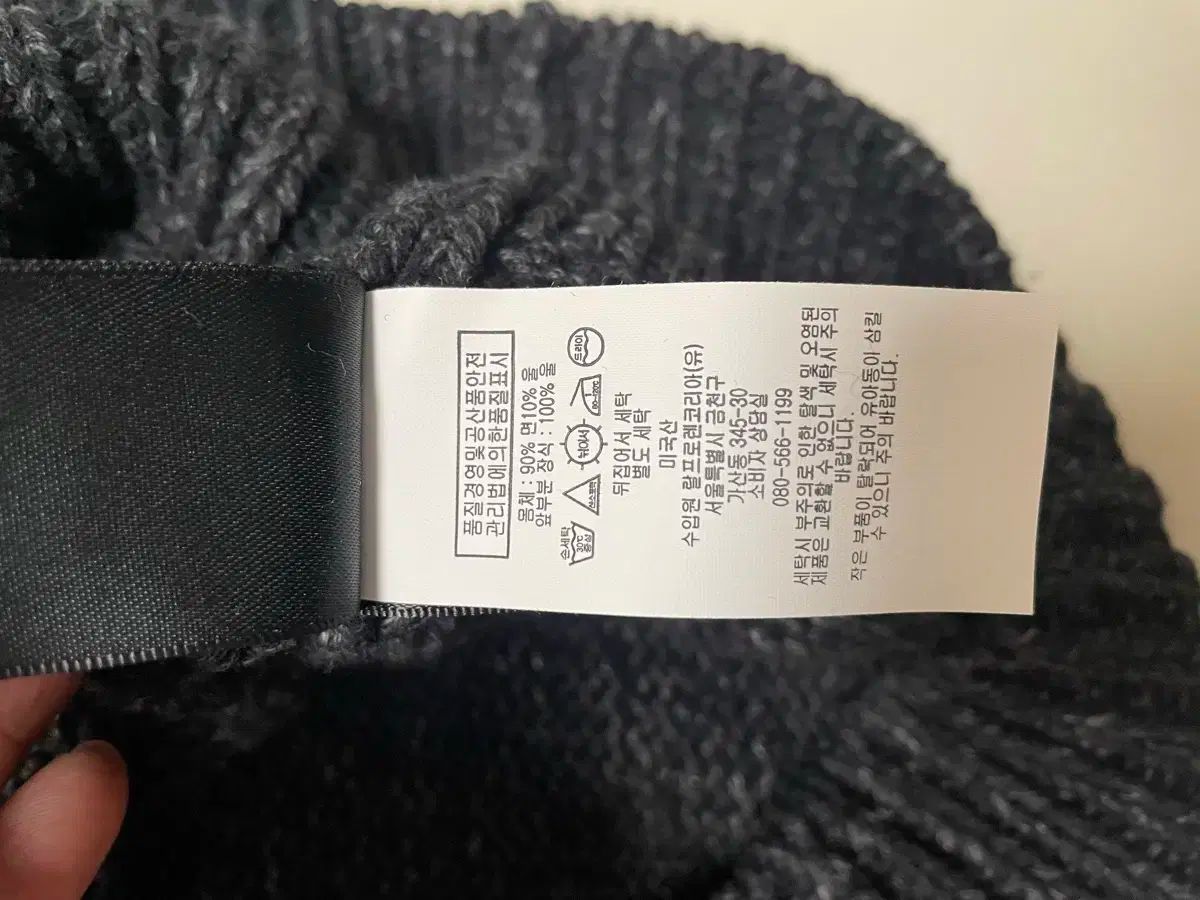 품질경영및공산품안전
관리법에의한품질표시
몸체 : 90% 면10% 울
앞부분 장식 : 100% 울
손세탁
30℃
중성
산소표백
뉘어서
80~120℃
드라이
뒤집어서 세탁
별도 세탁
미국산
수입원 랄프로렌코리아(유)
서울특별시 금천구
가산동 345-30
소비자 상담실
080-566-1199
세탁시 부주의로 인한 탈색 및 오염된
제품은 교환할 수 없으니 세탁시 주의
바랍니다.
작은 부품이 탈락되어 유아동이 삼킬
수 있으니 주의 바랍니다.